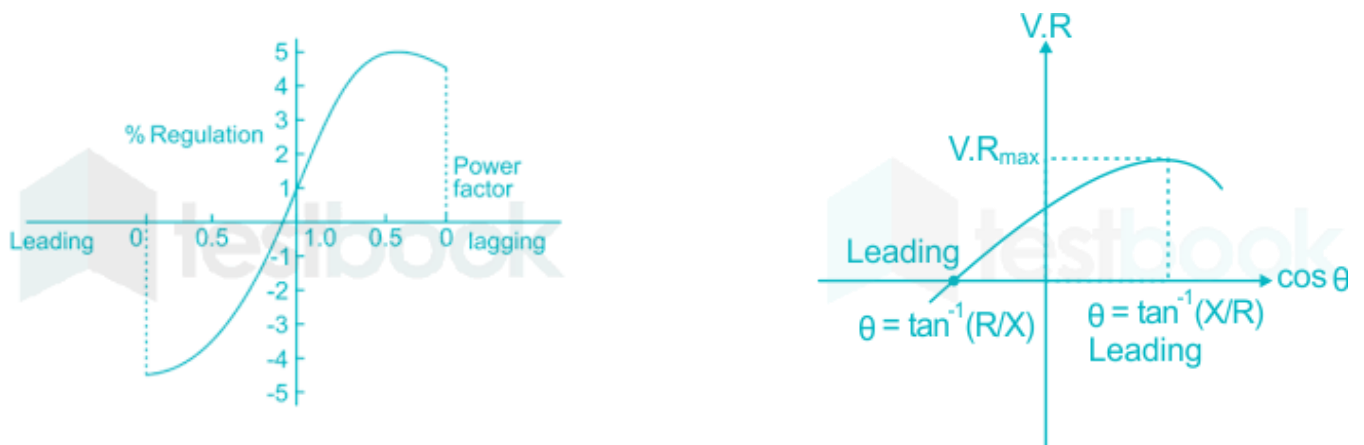 5
4
3
% Regulation
2
Power
factor
1
Leading
0
0.5
1.0
0.5
0
lagging
-1
-2
-3
-4
-5
testbook
V.R
V.Rmax
Leading
cos θ
θ = tan⁻¹(R/X)
θ = tan⁻¹(X/R)
Leading
testbook